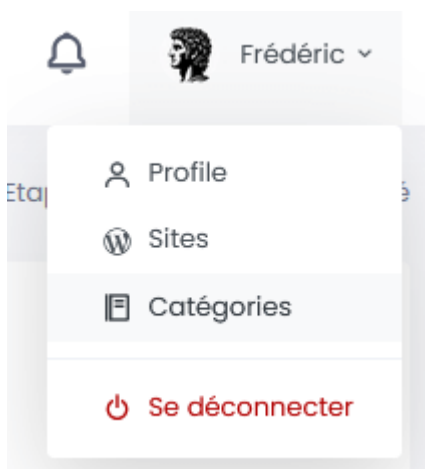 Frédéric
Profile
Sites
Catégories
Se déconnecter